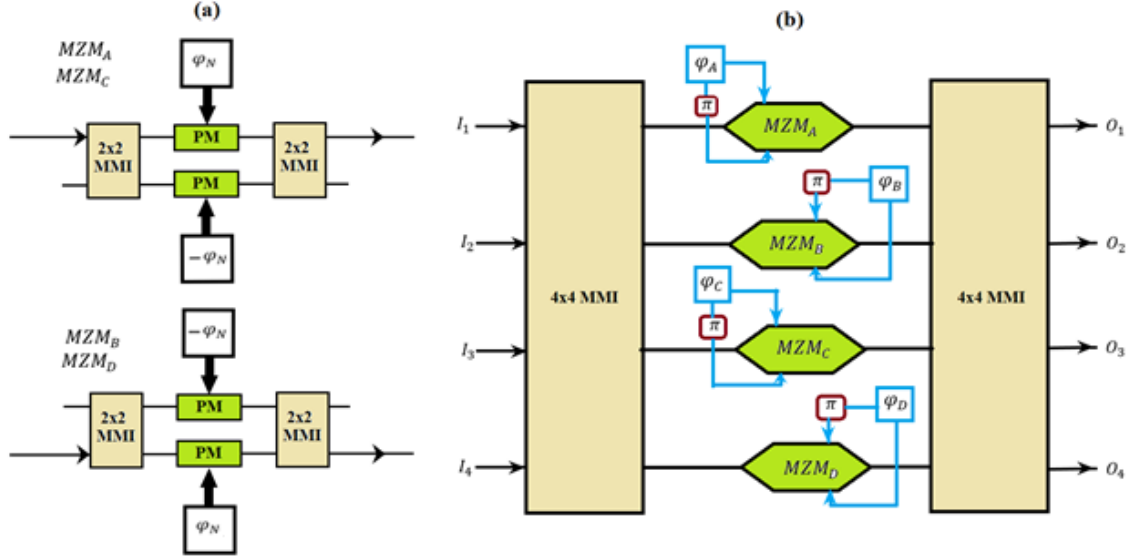 (a)
MZM_A
MZM_C
φ_N
PM
2x2
MMI
2x2
MMI
PM
−φ_N
−φ_N
MZM_B
MZM_D
PM
2x2
MMI
2x2
MMI
PM
φ_N
(b)
φ_A
π
I_1
MZM_A
O_1
π
φ_B
I_2
MZM_B
O_2
φ_C
4x4 MMI
4x4 MMI
π
I_3
MZM_C
O_3
π
φ_D
I_4
MZM_D
O_4